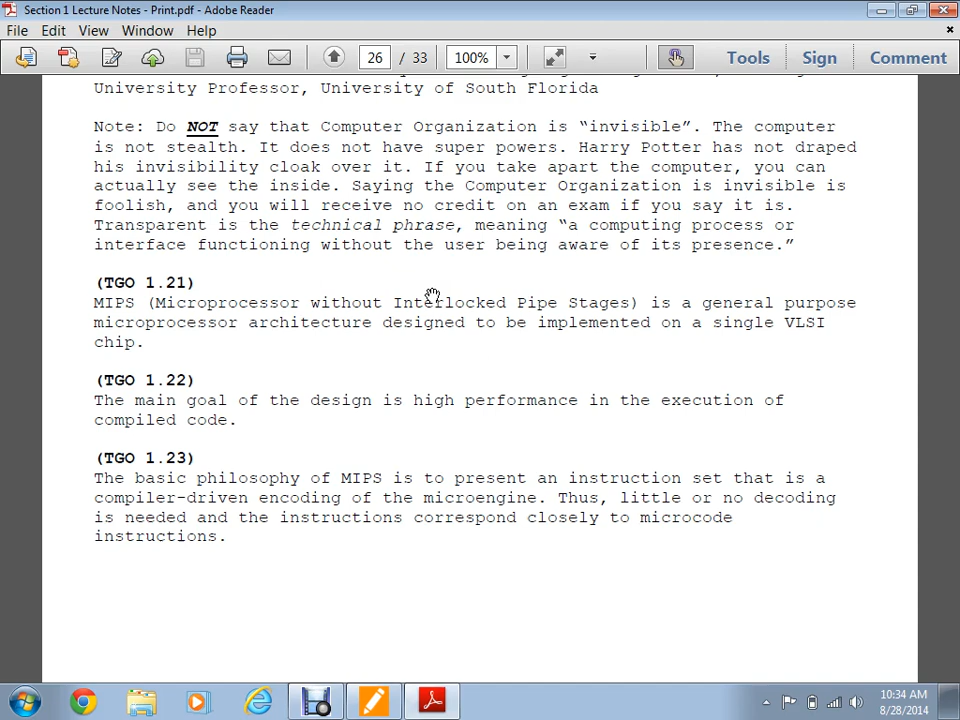 Section 1 Lecture Notes - Print.pdf - Adobe Reader
File Edit View Window Help
26 / 33 100% Tools Sign Comment
University Professor, University of South Florida
Note: Do NOT say that Computer Organization is “invisible”. The computer
is not stealth. It does not have super powers. Harry Potter has not draped
his invisibility cloak over it. If you take apart the computer, you can
actually see the inside. Saying the Computer Organization is invisible is
foolish, and you will receive no credit on an exam if you say it is.
Transparent is the technical phrase, meaning “a computing process or
interface functioning without the user being aware of its presence.”
(TGO 1.21)
MIPS (Microprocessor without Interlocked Pipe Stages) is a general purpose
microprocessor architecture designed to be implemented on a single VLSI
chip.
(TGO 1.22)
The main goal of the design is high performance in the execution of
compiled code.
(TGO 1.23)
The basic philosophy of MIPS is to present an instruction set that is a
compiler-driven encoding of the microengine. Thus, little or no decoding
is needed and the instructions correspond closely to microcode
instructions.
10:34 AM
8/28/2014